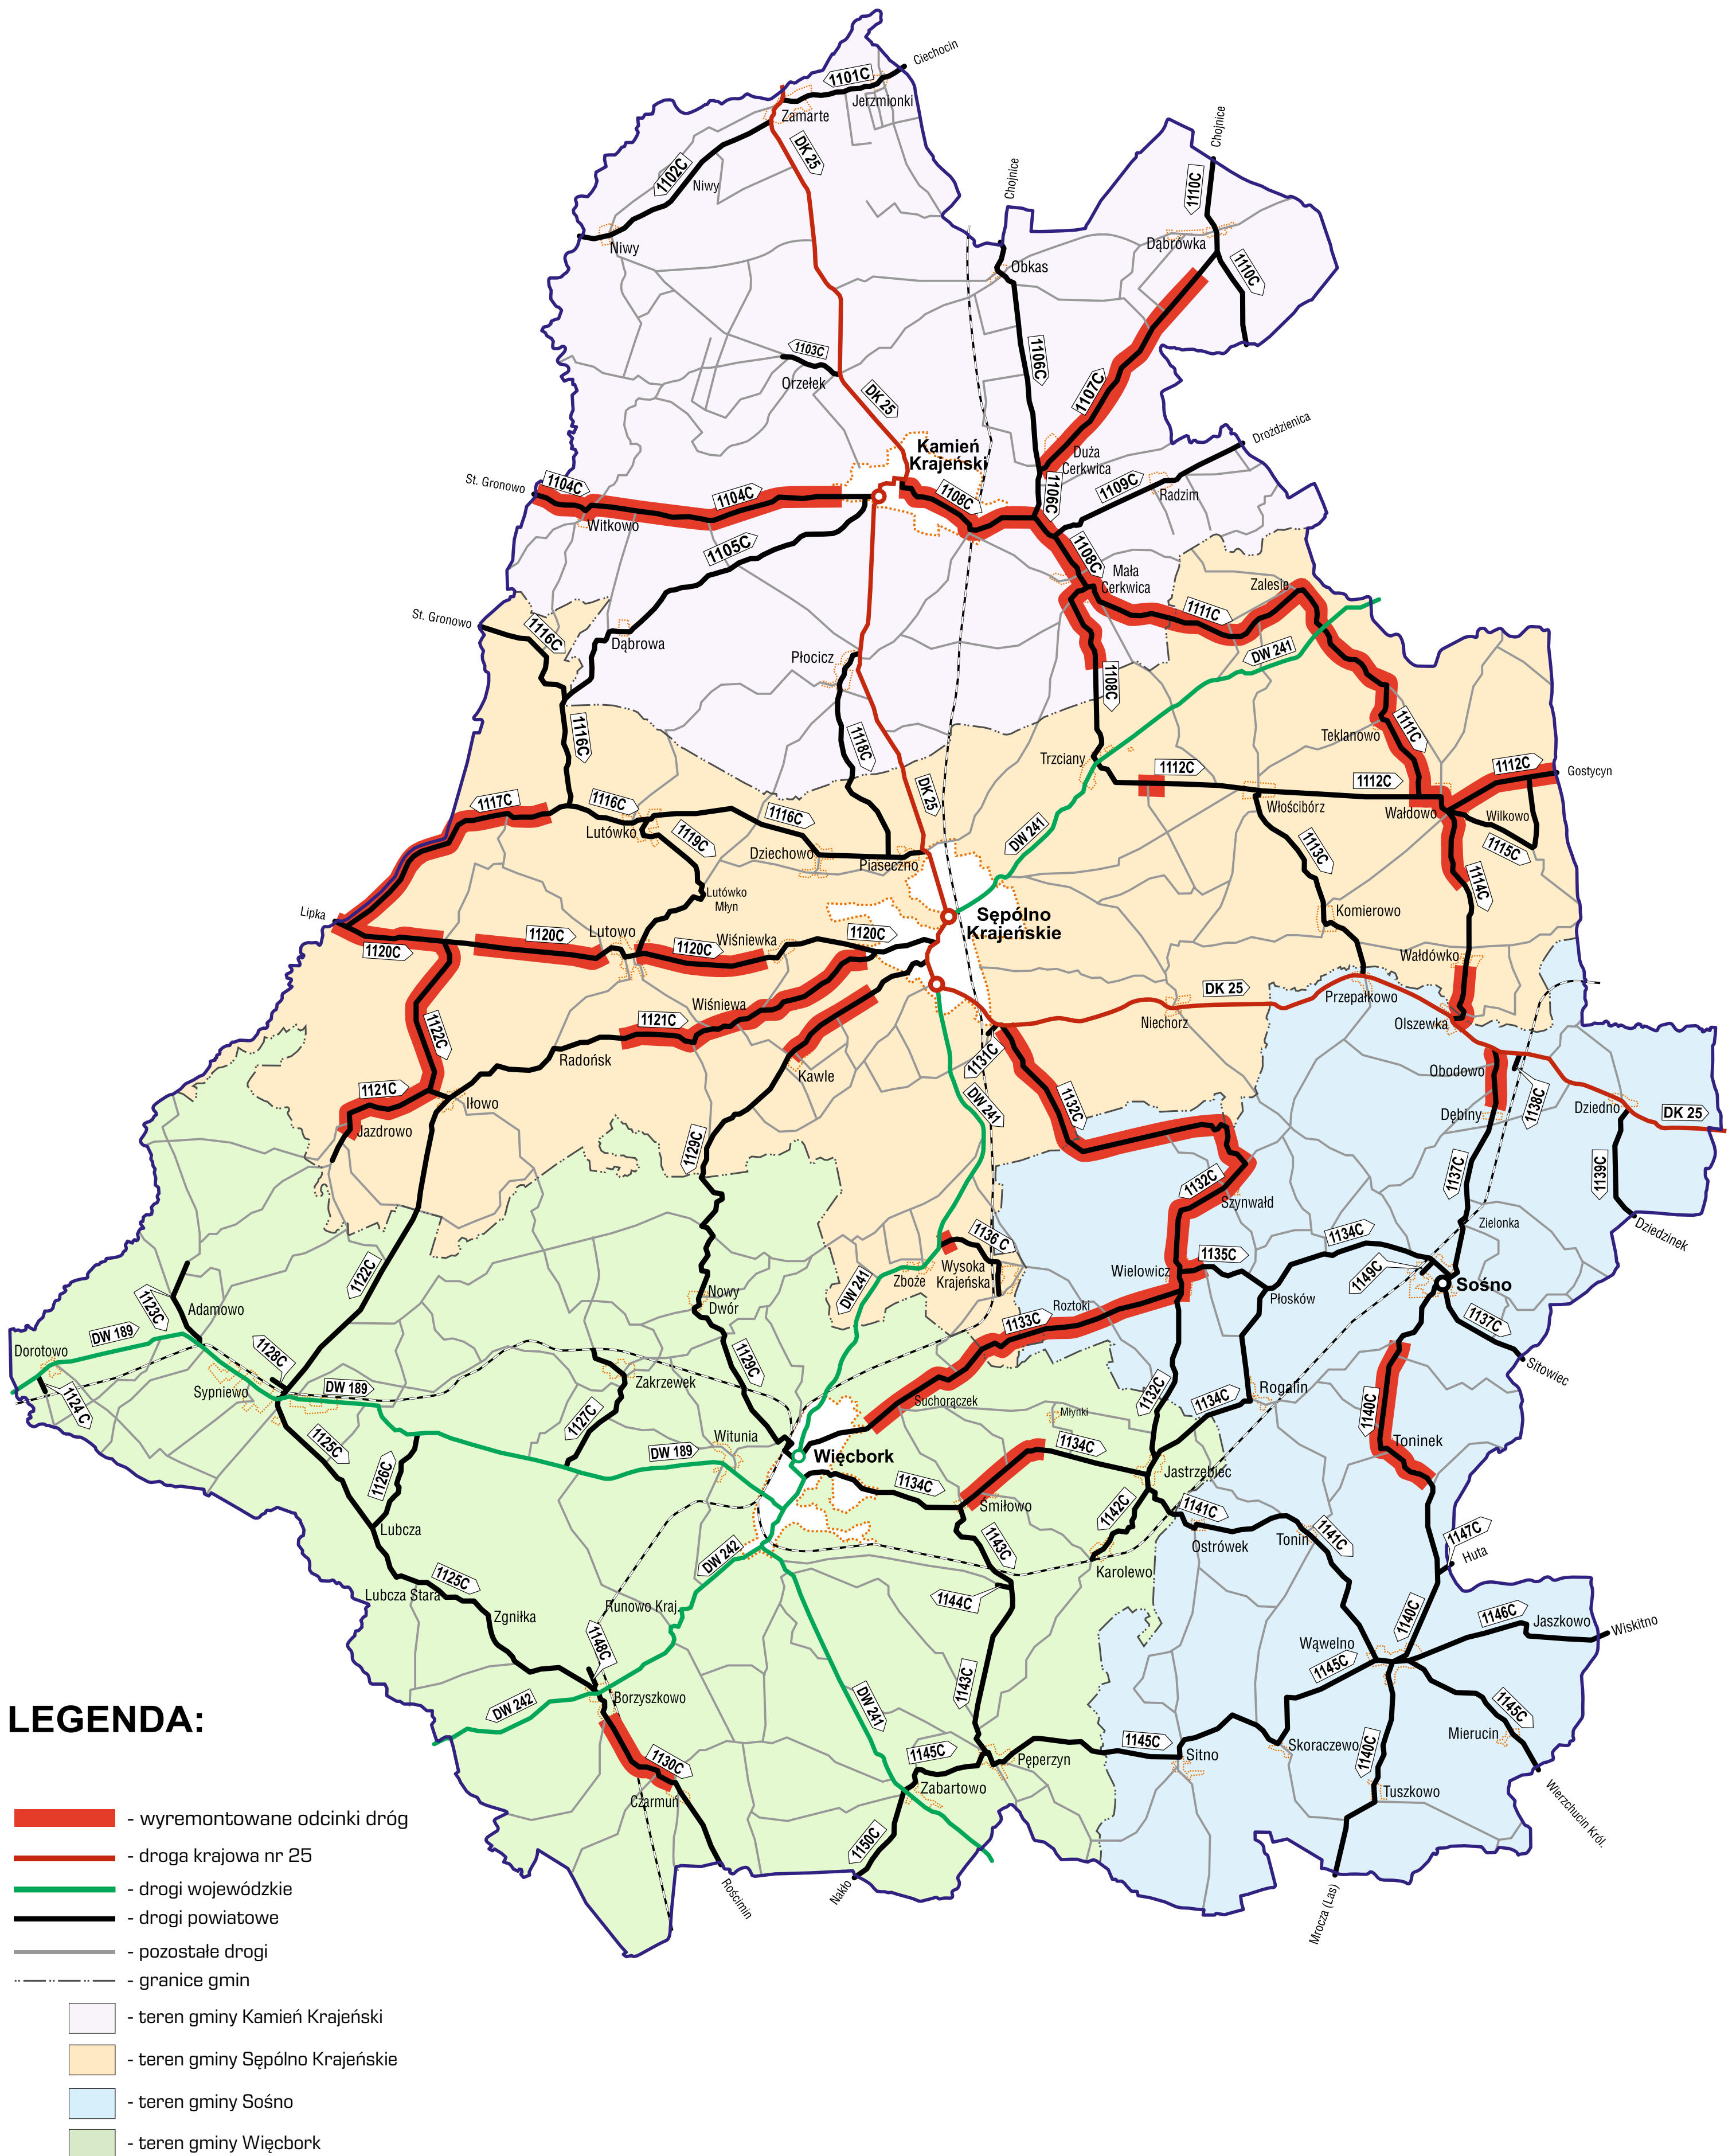 Ciechocin
1101C
Jerzmionki
Zamarte
DK 25
1102C
Niwy
Niwy
Chojnice
Chojnice
1110C
Dąbrówka
1110C
Obkas
1103C
Orzełek
1106C
1107C
DK 25
Kamień
Krajeński
Duża
Cerkwica
Drożdzienica
St. Gronowo
1104C
1104C
Witkowo
1108C
1106C
1109C
Radzim
1105C
1108C
Mała
Cerkwica
Zalesie
1111C
St. Gronowo
1116C
Dąbrowa
Płocicz
DW 241
1108C
1116C
1118C
Teklanowo
1111C
Trzciany
1112C
1112C
1112C
Gostycyn
DK 25
Włościbórz
Wałdowo
Wilkowo
1117C
1116C
Lutówko
1116C
1119C
Dziechowo
Piaseczno
DW 241
1113C
1115C
1114C
Lutówko
Młyn
Lipka
Sępólno
Krajeńskie
Komierowo
1120C
1120C
Lutowo
1120C
Wiśniewka
1120C
Wałdówko
DK 25
Przepałkowo
Niechorz
Olszewka
1122C
1121C
Wiśniewa
Radońsk
Kawle
1131C
Obodowo
1121C
Iłowo
Jazdrowo
DW 241
1132C
Dębiny
1138C
Dziedno
DK 25
1129C
1137C
1139C
1132C
Szynwałd
Zielonka
Dziedzinek
1136 C
Wysoka
Krajeńska
Zboże
1134C
1135C
Wielowicz
1149C
Sośno
Płosków
1122C
1123C
Adamowo
DW 189
Dorotowo
1124 C
Sypniewo
1128C
DW 189
Nowy
Dwór
1129C
DW 241
1133C
Roztoki
1137C
Sitowiec
Zakrzewek
1127C
Suchorączek
Młynki
1132C
1134C
Rogalin
1140C
Toninek
1125C
1126C
Lubcza
DW 189
Witunia
Więcbork
1134C
1134C
Jastrzębiec
Śmiłowo
1142C
1141C
Ostrówek
Tonin
1141C
1147C
Huta
1143C
Karolewo
DW 242
1144C
1125C
Lubcza Stara
Zgniłka
Runowo Kraj.
1148C
1140C
1146C
Jaszkowo
Wiskitno
Wąwelno
1145C
1143C
Borzyszkowo
DW 242
DW 241
1145C
Mierucin
1130C
Czarmuń
1145C
Pęperzyn
1145C
Sitno
Skoraczewo
1140C
Tuszkowo
Wierzchucin Król.
Zabartowo
1150C
Nakło
Rościmin
Mrocza (Las)
LEGENDA:
- wyremontowane odcinki dróg
- droga krajowa nr 25
- drogi wojewódzkie
- drogi powiatowe
- pozostałe drogi
- granice gmin
- teren gminy Kamień Krajeński
- teren gminy Sępólno Krajeńskie
- teren gminy Sośno
- teren gminy Więcbork